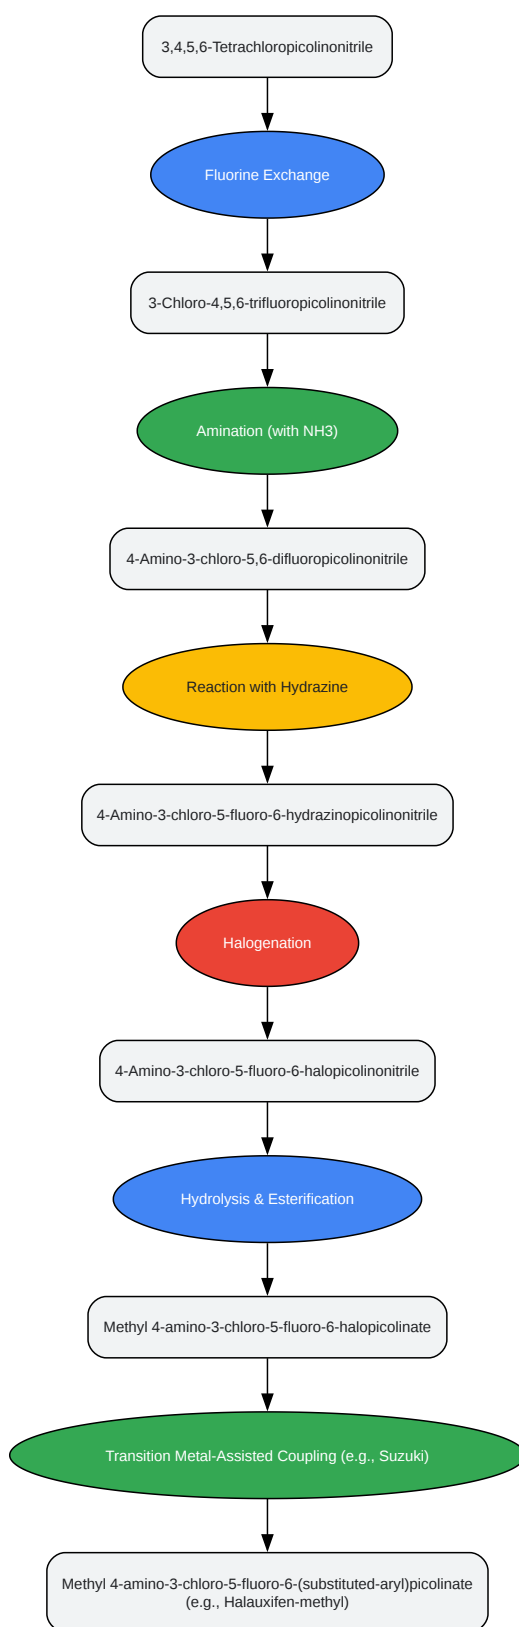 3,4,5,6-Tetrachloropicolinonitrile
Fluorine Exchange
3-Chloro-4,5,6-trifluoropicolinonitrile
Amination (with NH3)
4-Amino-3-chloro-5,6-difluoropicolinonitrile
Reaction with Hydrazine
4-Amino-3-chloro-5-fluoro-6-hydrazinopicolinonitrile
Halogenation
4-Amino-3-chloro-5-fluoro-6-halopicolinonitrile
Hydrolysis & Esterification
Methyl 4-amino-3-chloro-5-fluoro-6-halopicolinate
Transition Metal-Assisted Coupling (e.g., Suzuki)
Methyl 4-amino-3-chloro-5-fluoro-6-(substituted-aryl)picolinate
(e.g., Halauxifen-methyl)